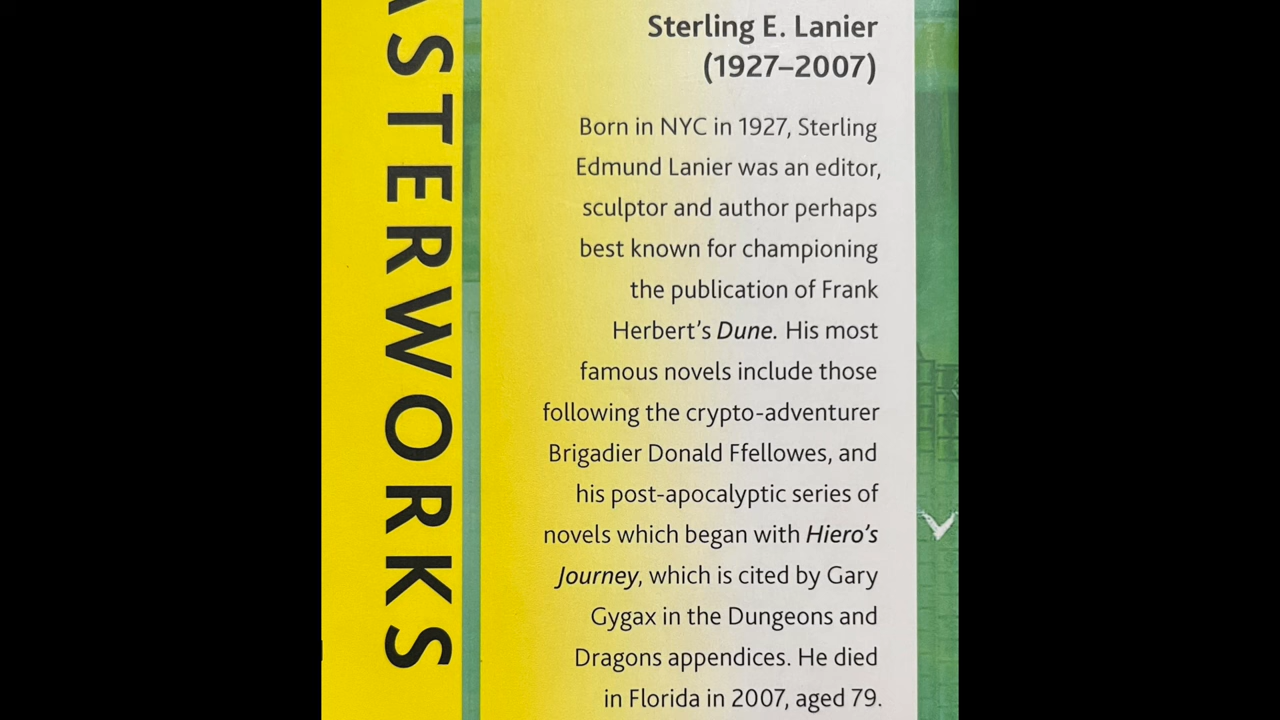 ASTERWORKS
Sterling E. Lanier
(1927–2007)
Born in NYC in 1927, Sterling
Edmund Lanier was an editor,
sculptor and author perhaps
best known for championing
the publication of Frank
Herbert’s Dune. His most
famous novels include those
following the crypto-adventurer
Brigadier Donald Ffellowes, and
his post-apocalyptic series of
novels which began with Hiero’s
Journey, which is cited by Gary
Gygax in the Dungeons and
Dragons appendices. He died
in Florida in 2007, aged 79.